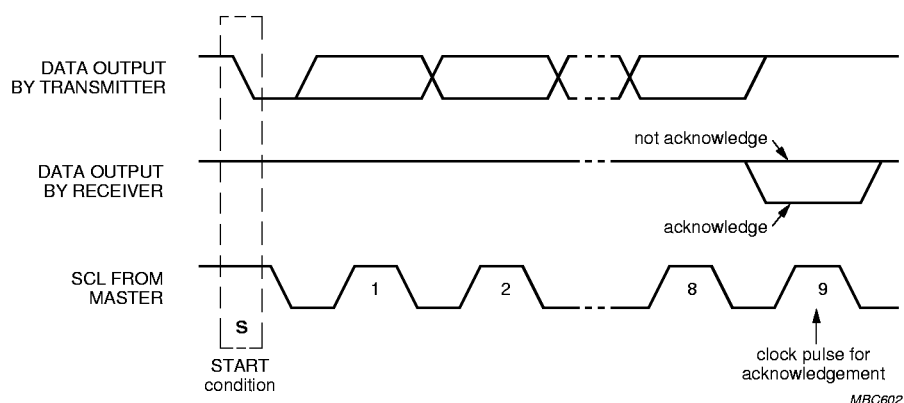 DATA OUTPUT
BY TRANSMITTER
not acknowledge
DATA OUTPUT
BY RECEIVER
acknowledge
SCL FROM
MASTER
1
2
8
9
S
START
condition
clock pulse for
acknowledgement
MBC602